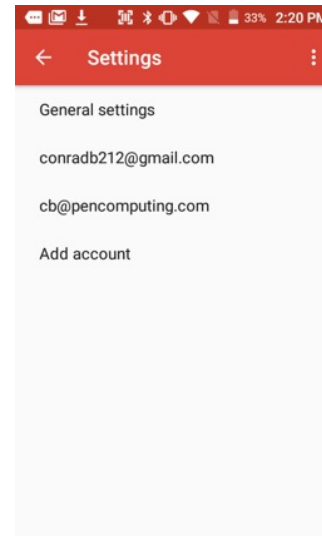 33% 2:20 PM
Settings
General settings
conradb212@gmail.com
cb@pencomputing.com
Add account